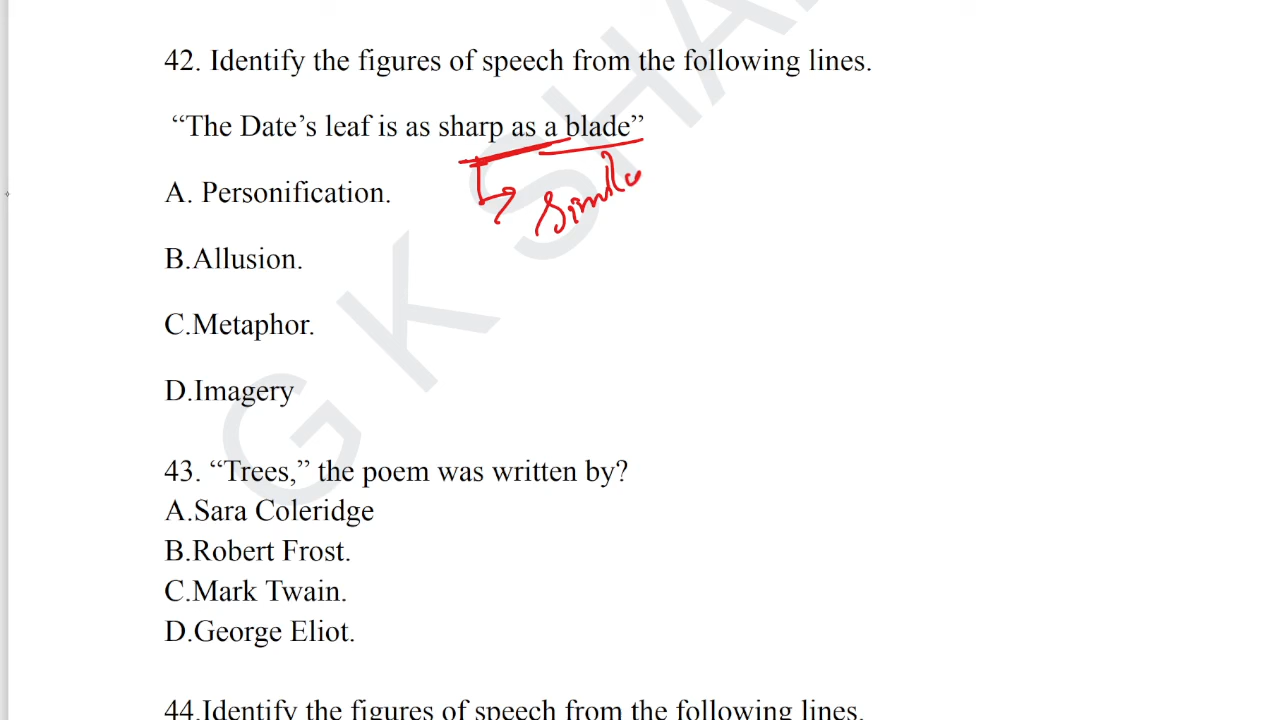 42. Identify the figures of speech from the following lines.
“The Date’s leaf is as sharp as a blade”
A. Personification.
B.Allusion.
C.Metaphor.
D.Imagery
43. “Trees,” the poem was written by?
A.Sara Coleridge
B.Robert Frost.
C.Mark Twain.
D.George Eliot.
44.Identify the figures of speech from the following lines.